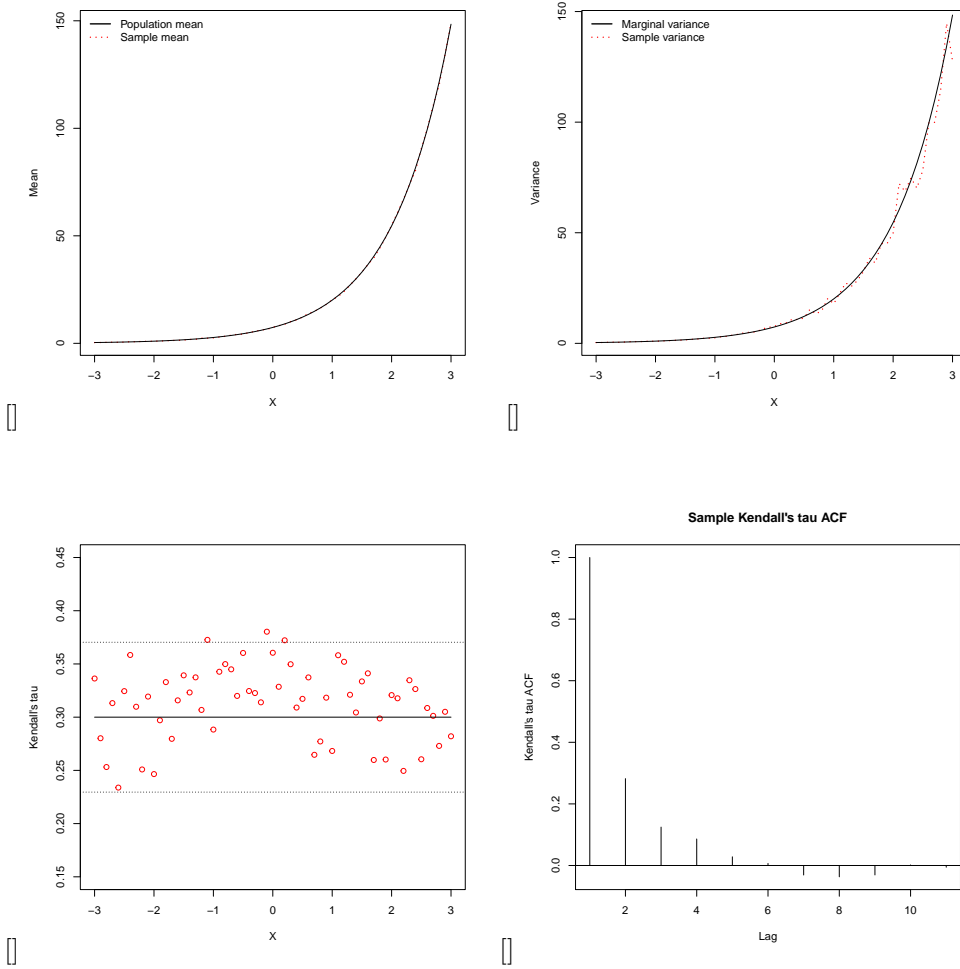 Population mean
Sample mean
Mean
0 50 100 150
−3 −2 −1 0 1 2 3
X
[]
Marginal variance
Sample variance
Variance
0 50 100 150
−3 −2 −1 0 1 2 3
X
[]
Kendall's tau
0.15 0.20 0.25 0.30 0.35 0.40 0.45
−3 −2 −1 0 1 2 3
X
[]
Sample Kendall's tau ACF
Kendall's tau ACF
0.0 0.2 0.4 0.6 0.8 1.0
2 4 6 8 10
Lag
[]